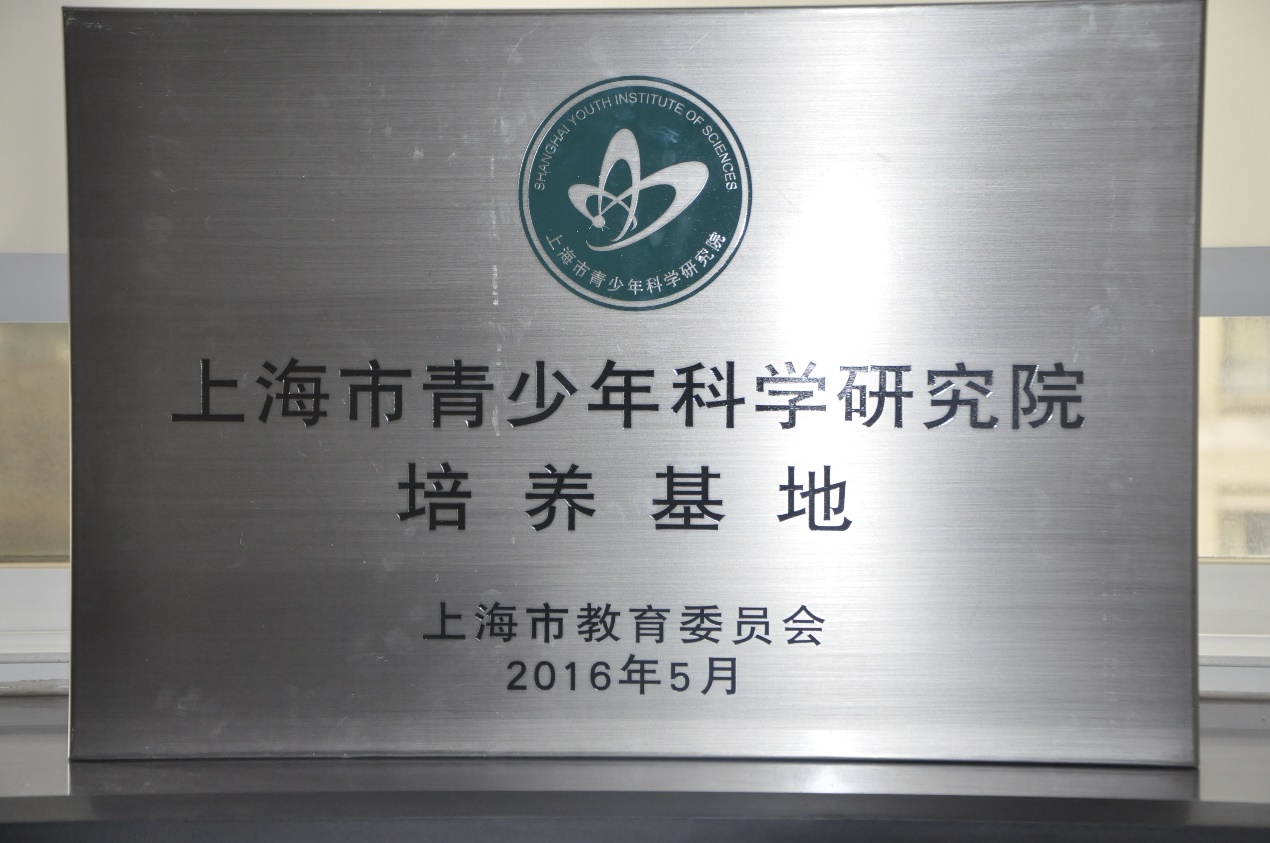 SHANGHAI YOUTH INSTITUTE OF SCIENCES
上海市青少年科学研究院
上海市青少年科学研究院
培养基地
上海市教育委员会
2016年5月